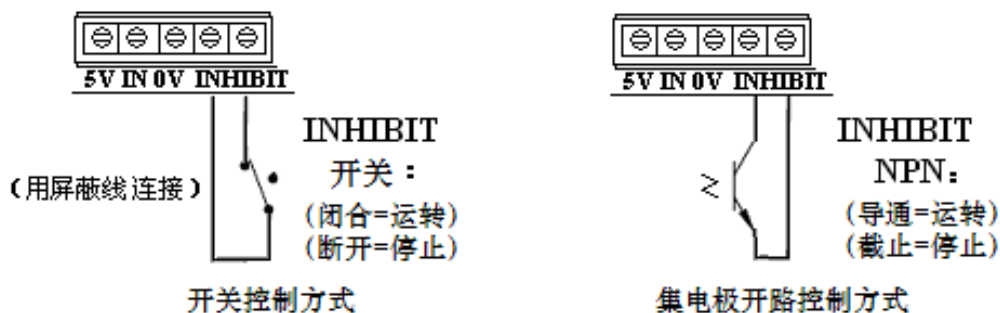 5V IN 0V INHIBIT
INHIBIT
开关：
(用屏蔽线连接)
(闭合=运转)
(断开=停止)
开关控制方式
5V IN 0V INHIBIT
INHIBIT
NPN:
(导通=运转)
(截止=停止)
集电极开路控制方式